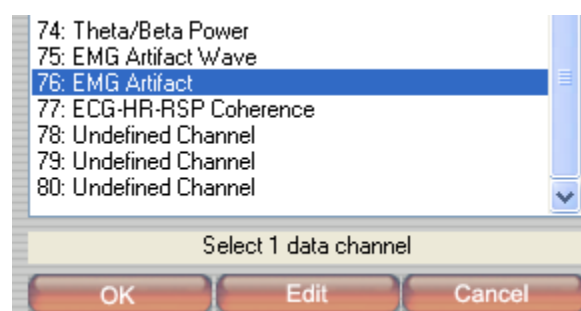 74: Theta/Beta Power
75: EMG Artifact Wave
76: EMG Artifact
77: ECG-HR-RSP Coherence
78: Undefined Channel
79: Undefined Channel
80: Undefined Channel
Select 1 data channel
OK Edit Cancel